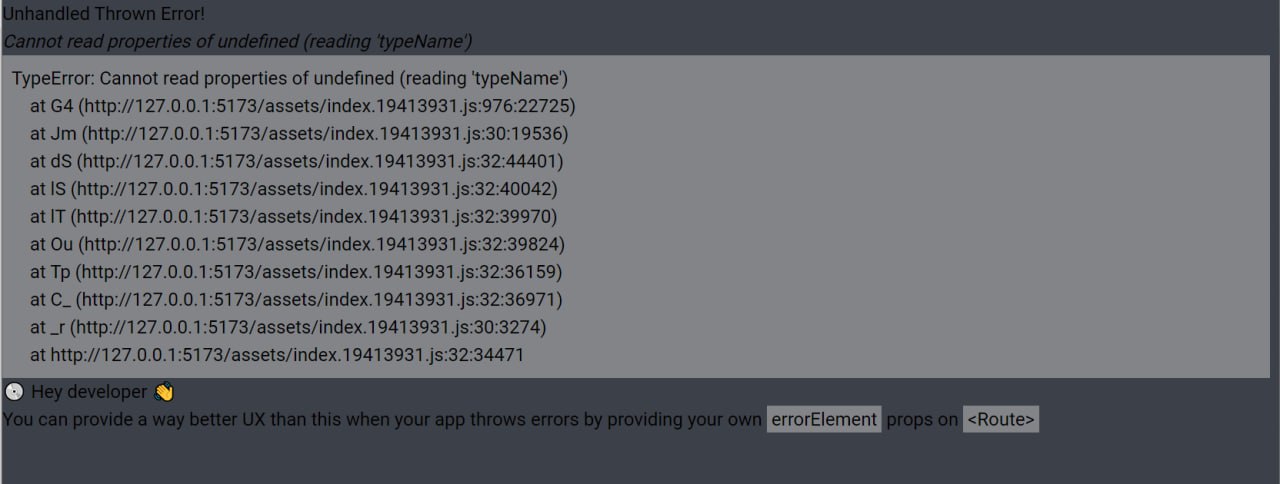 Unhandled Thrown Error!
Cannot read properties of undefined (reading 'typeName')
TypeError: Cannot read properties of undefined (reading 'typeName')
at G4 (http://127.0.0.1:5173/assets/index.19413931.js:976:22725)
at Jm (http://127.0.0.1:5173/assets/index.19413931.js:30:19536)
at dS (http://127.0.0.1:5173/assets/index.19413931.js:32:44401)
at lS (http://127.0.0.1:5173/assets/index.19413931.js:32:40042)
at lT (http://127.0.0.1:5173/assets/index.19413931.js:32:39970)
at Ou (http://127.0.0.1:5173/assets/index.19413931.js:32:39824)
at Tp (http://127.0.0.1:5173/assets/index.19413931.js:32:36159)
at C_ (http://127.0.0.1:5173/assets/index.19413931.js:32:36971)
at _r (http://127.0.0.1:5173/assets/index.19413931.js:30:3274)
at http://127.0.0.1:5173/assets/index.19413931.js:32:34471
💿 Hey developer 👋
You can provide a way better UX than this when your app throws errors by providing your own errorElement props on <Route>